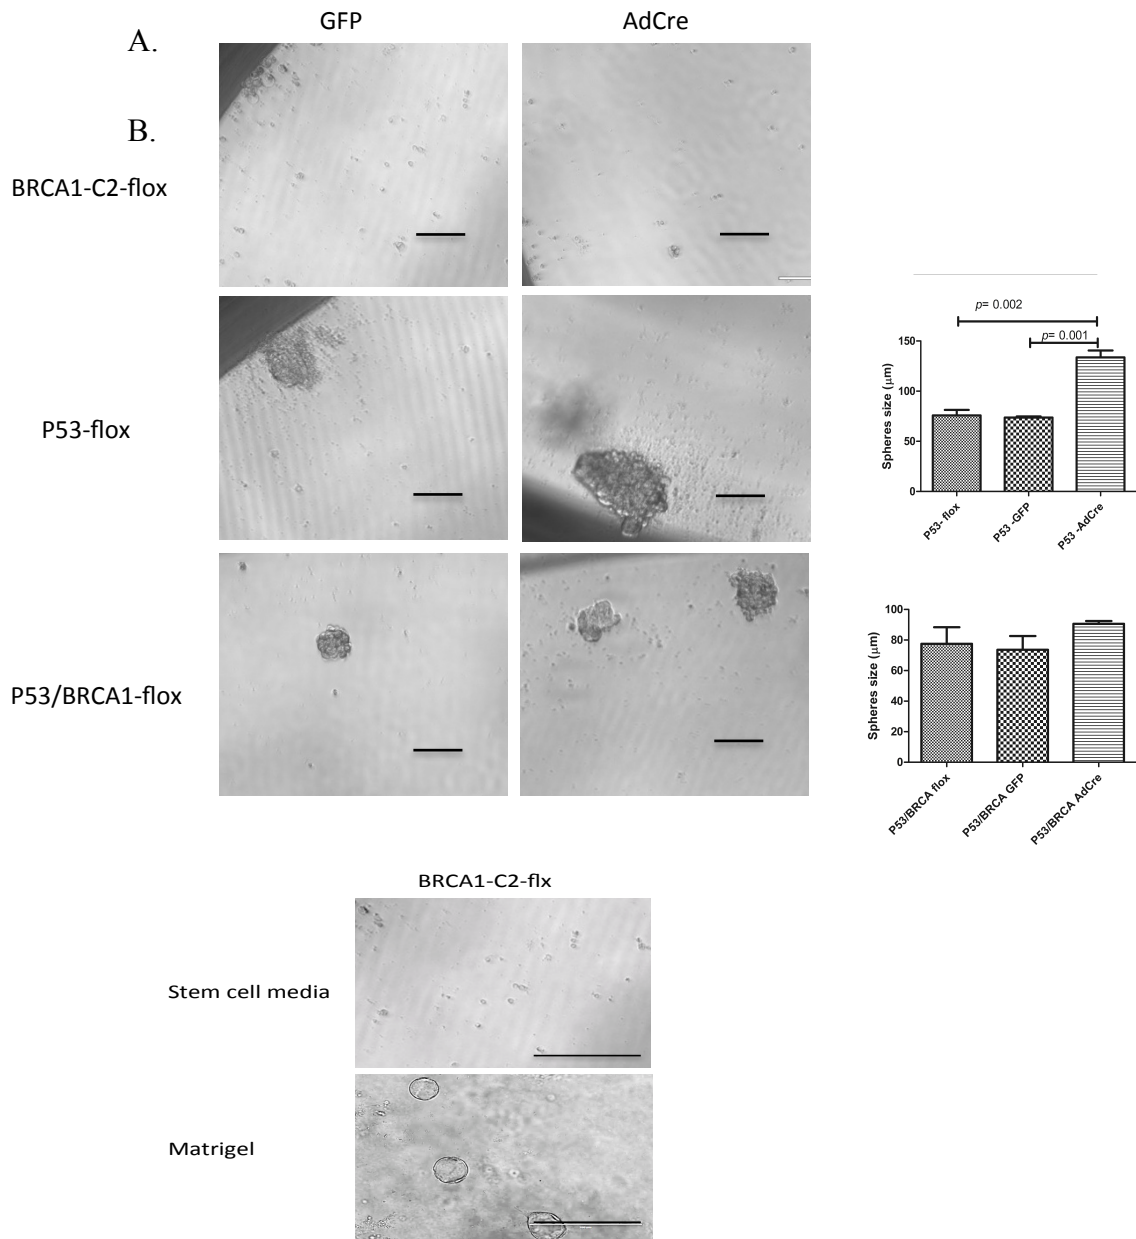 GFP
AdCre
A.
B.
BRCA1-C2-flox
P53-flox
P53/BRCA1-flox
p= 0.002
p= 0.001
150
100
50
0
Spheres size (μm)
P53- flox
P53 -GFP
P53 -AdCre
100
80
60
40
20
0
Spheres size (μm)
P53/BRCA flox
P53/BRCA GFP
P53/BRCA AdCre
BRCA1-C2-flx
Stem cell media
Matrigel